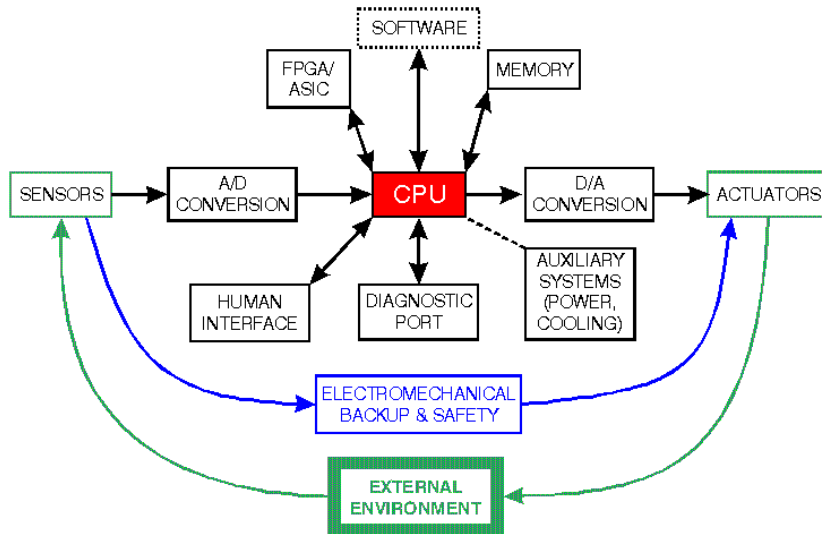 SOFTWARE
FPGA/
ASIC
MEMORY
SENSORS
A/D
CONVERSION
CPU
D/A
CONVERSION
ACTUATORS
HUMAN
INTERFACE
DIAGNOSTIC
PORT
AUXILIARY
SYSTEMS
(POWER,
COOLING)
ELECTROMECHANICAL
BACKUP & SAFETY
EXTERNAL
ENVIRONMENT